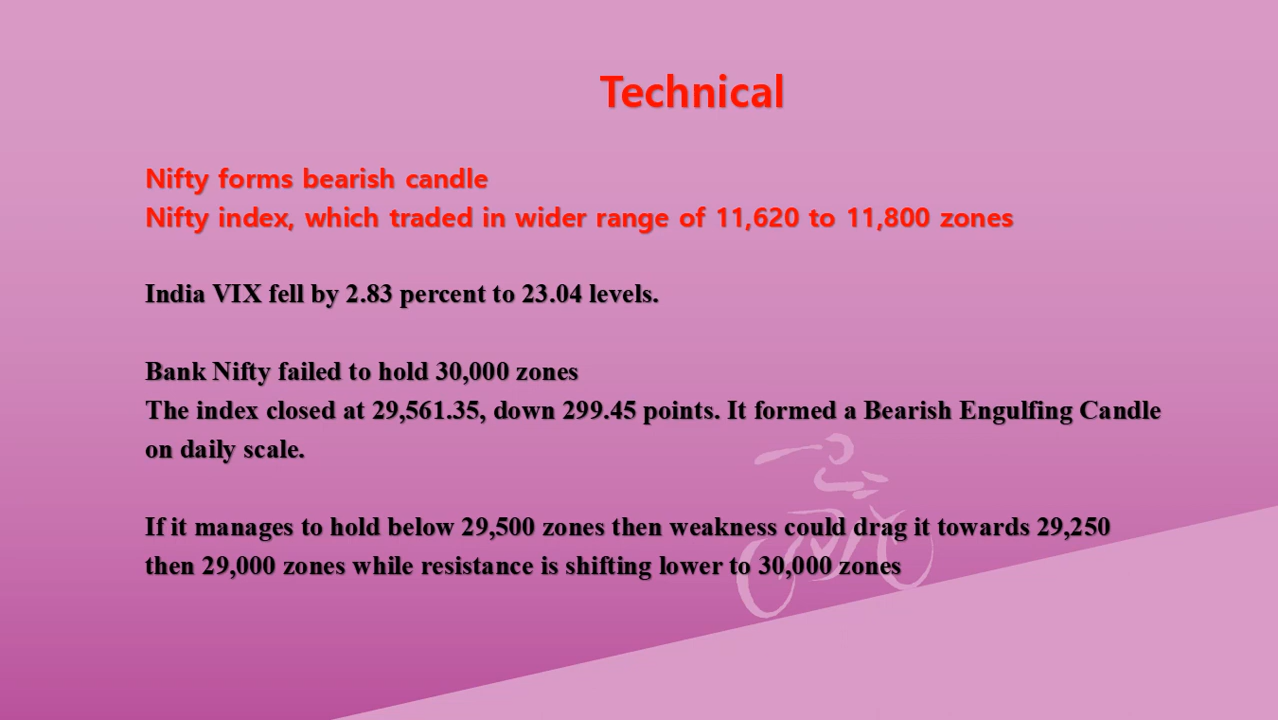 Technical
Nifty forms bearish candle
Nifty index, which traded in wider range of 11,620 to 11,800 zones
India VIX fell by 2.83 percent to 23.04 levels.
Bank Nifty failed to hold 30,000 zones
The index closed at 29,561.35, down 299.45 points. It formed a Bearish Engulfing Candle
on daily scale.
If it manages to hold below 29,500 zones then weakness could drag it towards 29,250
then 29,000 zones while resistance is shifting lower to 30,000 zones